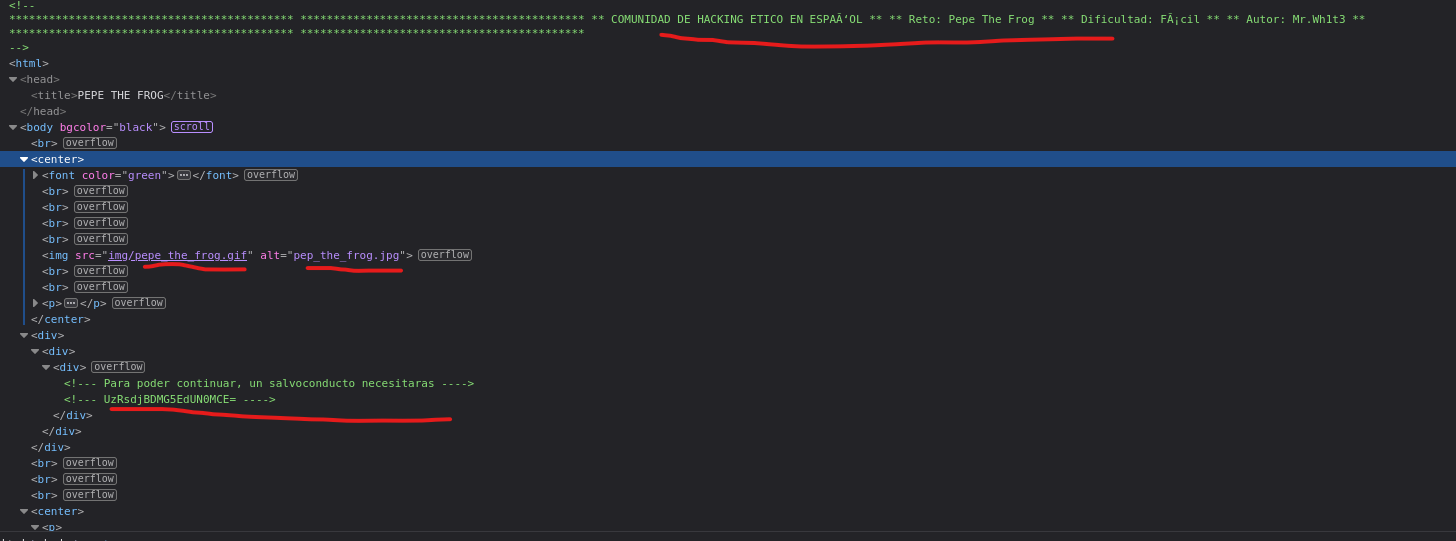 <!--
****************************************** ****************************************** ** COMUNIDAD DE HACKING ETICO EN ESPAÃ‘OL ** ** Reto: Pepe The Frog ** ** Dificultad: FÃ¡cil ** ** Autor: Mr.Wh1t3 **
****************************************** ******************************************
-->
<html>
<head>
<title>PEPE THE FROG</title>
</head>
<body bgcolor="black"> scroll
<br> overflow
<center>
<font color="green"> ••• </font> overflow
<br> overflow
<br> overflow
<br> overflow
<br> overflow
<img src="img/pepe_the_frog.gif" alt="pep_the_frog.jpg"> overflow
<br> overflow
<br> overflow
<p> ••• </p> overflow
</center>
<div>
<div>
<div> overflow
<!--- Para poder continuar, un salvoconducto necesitaras ---->
<!--- UzRsdjBDMG5EdUN0MCE= ---->
</div>
</div>
</div>
<br> overflow
<br> overflow
<br> overflow
<center>
<p>